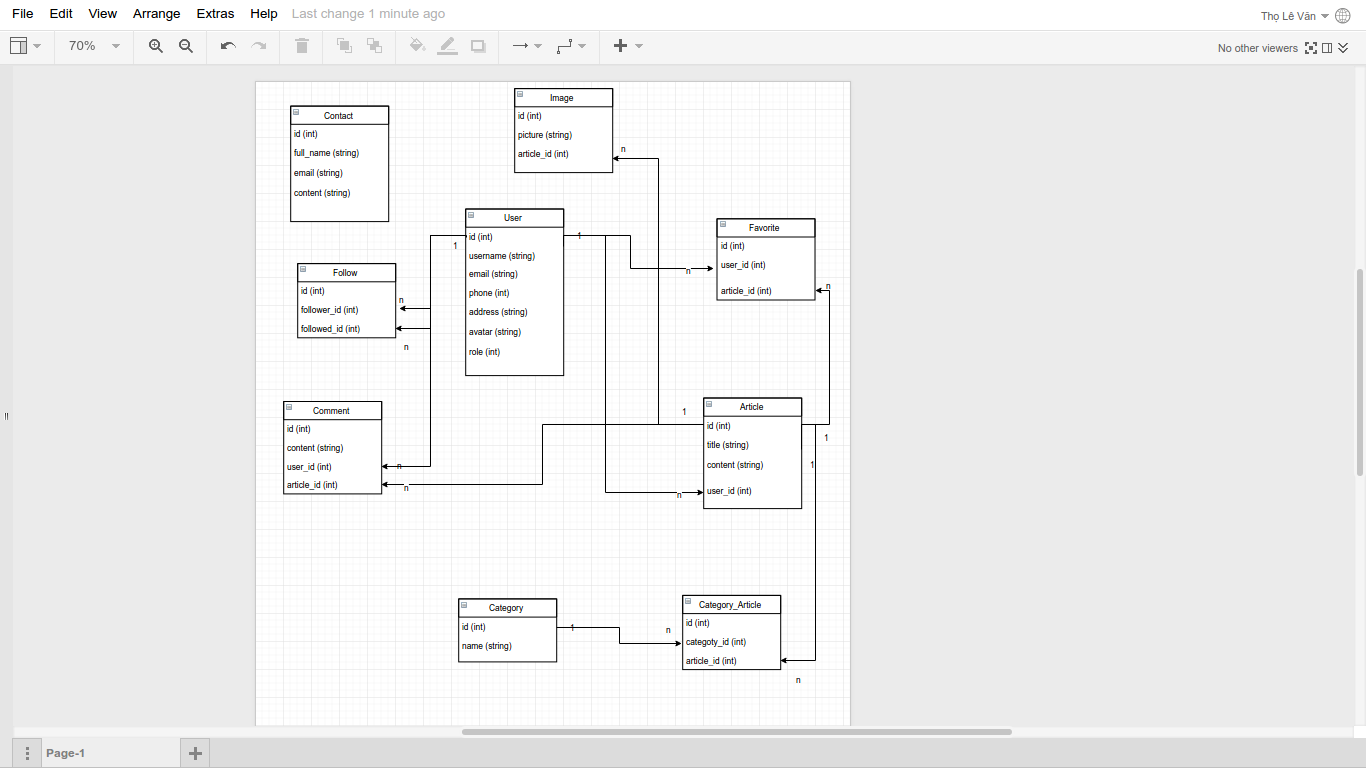 File Edit View Arrange Extras Help Last change 1 minute ago
Thọ Lê Văn
70%
No other viewers
Contact
id (int)
full_name (string)
email (string)
content (string)
Image
id (int)
picture (string)
article_id (int)
n
User
id (int)
username (string)
email (string)
phone (int)
address (string)
avatar (string)
role (int)
1
1
Favorite
id (int)
user_id (int)
article_id (int)
n
n
Follow
id (int)
follower_id (int)
followed_id (int)
n
n
Comment
id (int)
content (string)
user_id (int)
article_id (int)
n
n
Article
id (int)
title (string)
content (string)
user_id (int)
1
1
1
n
Category
id (int)
name (string)
1
n
Category_Article
id (int)
categoty_id (int)
article_id (int)
n
Page-1